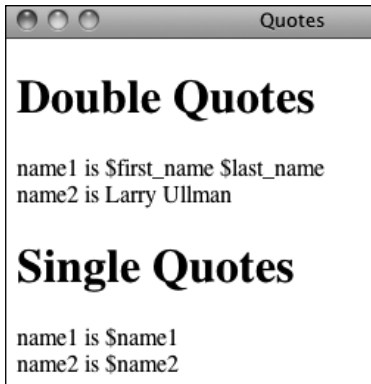 Quotes
Double Quotes
name1 is $first_name $last_name
name2 is Larry Ullman
Single Quotes
name1 is $name1
name2 is $name2